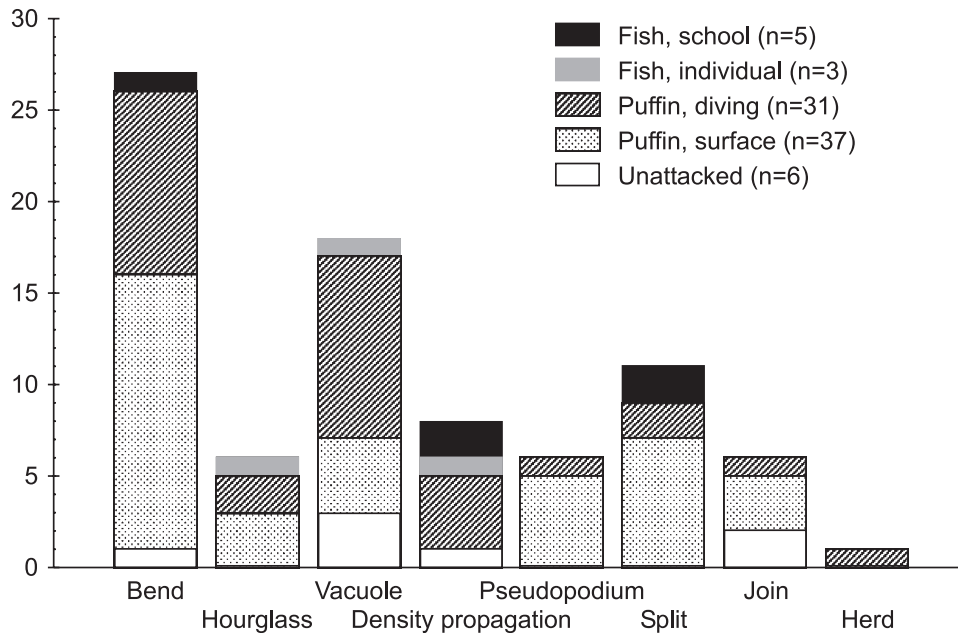 30
25
20
15
10
5
0
Fish, school (n=5)
Fish, individual (n=3)
Puffin, diving (n=31)
Puffin, surface (n=37)
Unattacked (n=6)
Bend
Vacuole
Pseudopodium
Join
Hourglass
Density propagation
Split
Herd